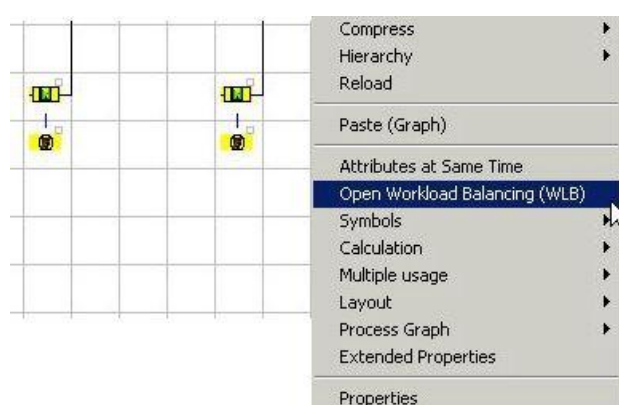 Compress
Hierarchy
Reload
Paste (Graph)
Attributes at Same Time
Open Workload Balancing (WLB)
Symbols
Calculation
Multiple usage
Layout
Process Graph
Extended Properties
Properties